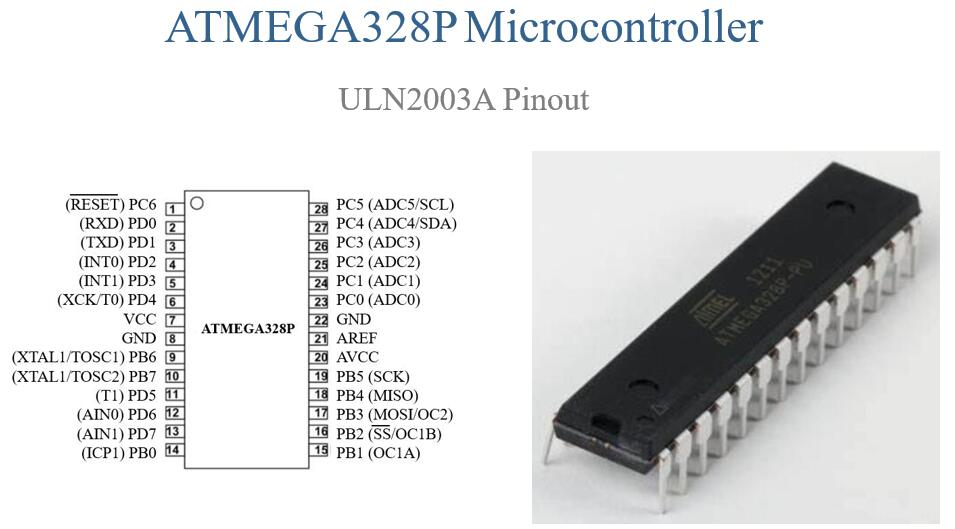 ATMEGA328P Microcontroller
ULN2003A Pinout
(RESET) PC6 1
(RXD) PD0 2
(TXD) PD1 3
(INT0) PD2 4
(INT1) PD3 5
(XCK/T0) PD4 6
VCC 7
GND 8
(XTAL1/TOSC1) PB6 9
(XTAL1/TOSC2) PB7 10
(T1) PD5 11
(AIN0) PD6 12
(AIN1) PD7 13
(ICP1) PB0 14
ATMEGA328P
28 PC5 (ADC5/SCL)
27 PC4 (ADC4/SDA)
26 PC3 (ADC3)
25 PC2 (ADC2)
24 PC1 (ADC1)
23 PC0 (ADC0)
22 GND
21 AREF
20 AVCC
19 PB5 (SCK)
18 PB4 (MISO)
17 PB3 (MOSI/OC2)
16 PB2 (SS/OC1B)
15 PB1 (OC1A)
ATMEL 1211
ATMEGA328P-PU